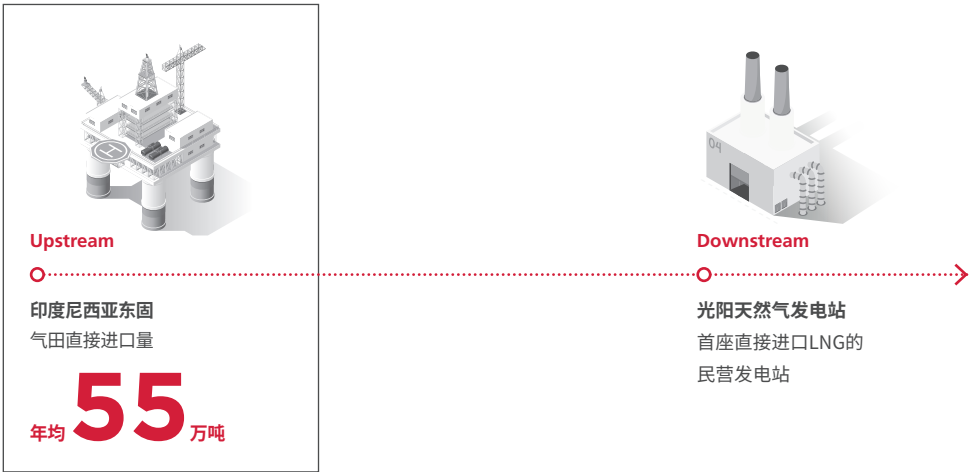 04
Upstream
印度尼西亚东固
气田直接进口量
年均 55 万吨
Downstream
光阳天然气发电站
首座直接进口LNG的
民营发电站